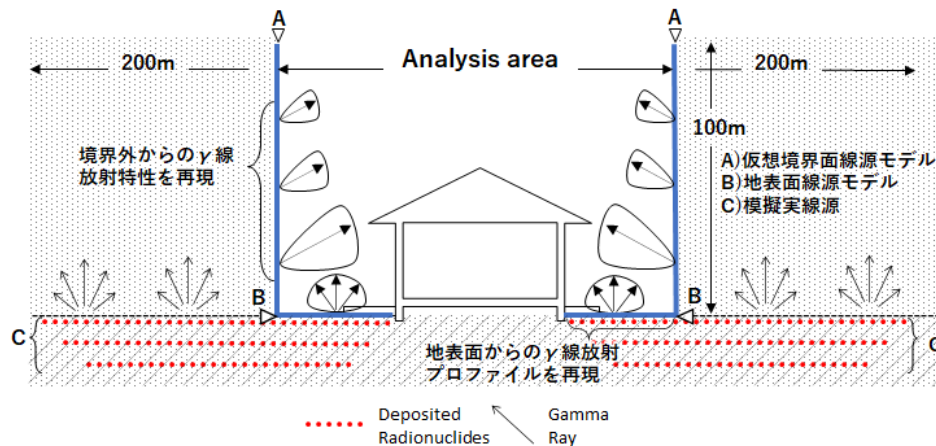 A
A
200m
Analysis area
200m
100m
境界外からのγ線
放射特性を再現
A)仮想境界面線源モデル
B)地表面線源モデル
C)模擬実線源
B
B
C
C
地表面からのγ線放射
プロファイルを再現
Deposited
Radionuclides
Gamma
Ray